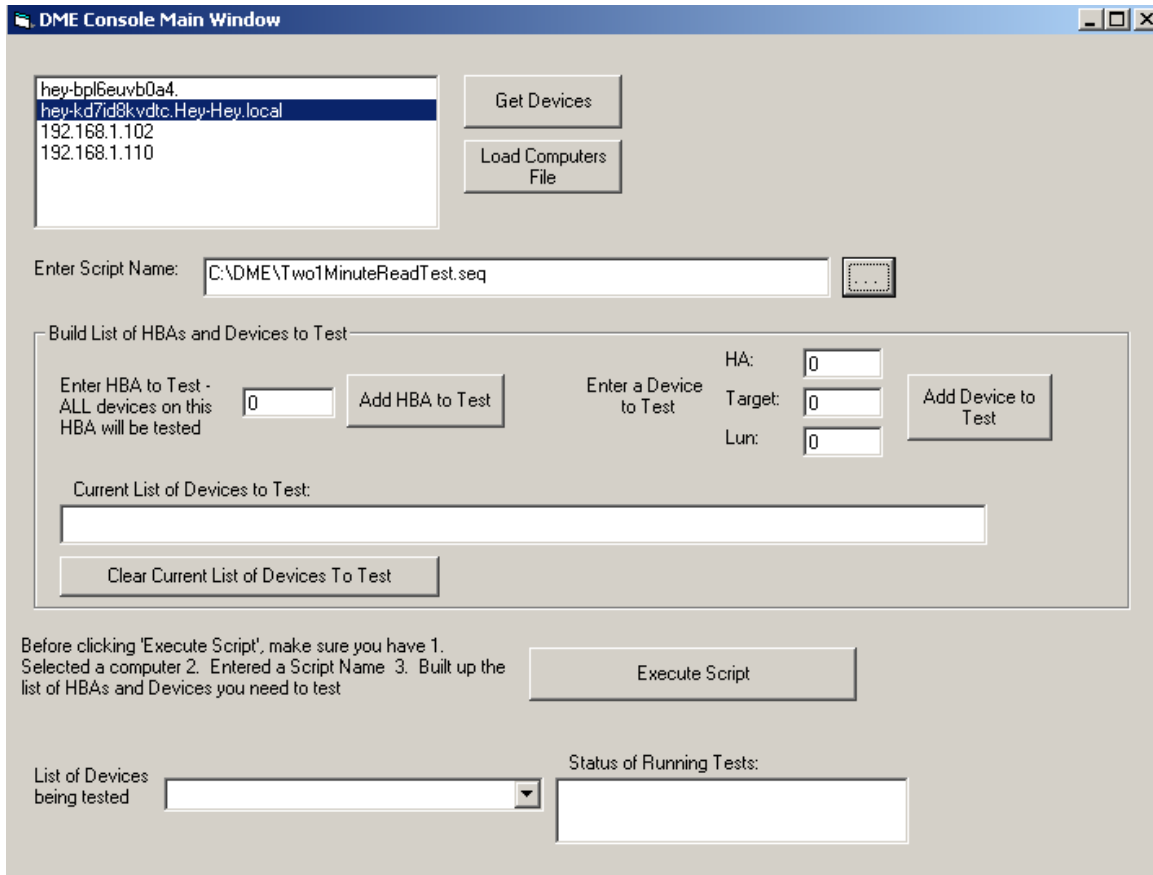 DME Console Main Window
hey-bpl6euvb0a4.
hey-kd7id8kvdtc.Hey-Hey.local
192.168.1.102
192.168.1.110
Get Devices
Load Computers
File
Enter Script Name:
C:\DME\Two1MinuteReadTest.seq
...
Build List of HBAs and Devices to Test
Enter HBA to Test -
ALL devices on this
HBA will be tested
0
Add HBA to Test
Enter a Device
to Test
HA:
0
Target:
0
Lun:
0
Add Device to
Test
Current List of Devices to Test:
Clear Current List of Devices To Test
Before clicking 'Execute Script', make sure you have 1.
Selected a computer 2.  Entered a Script Name  3.  Built up the
list of HBAs and Devices you need to test
Execute Script
List of Devices
being tested
Status of Running Tests: